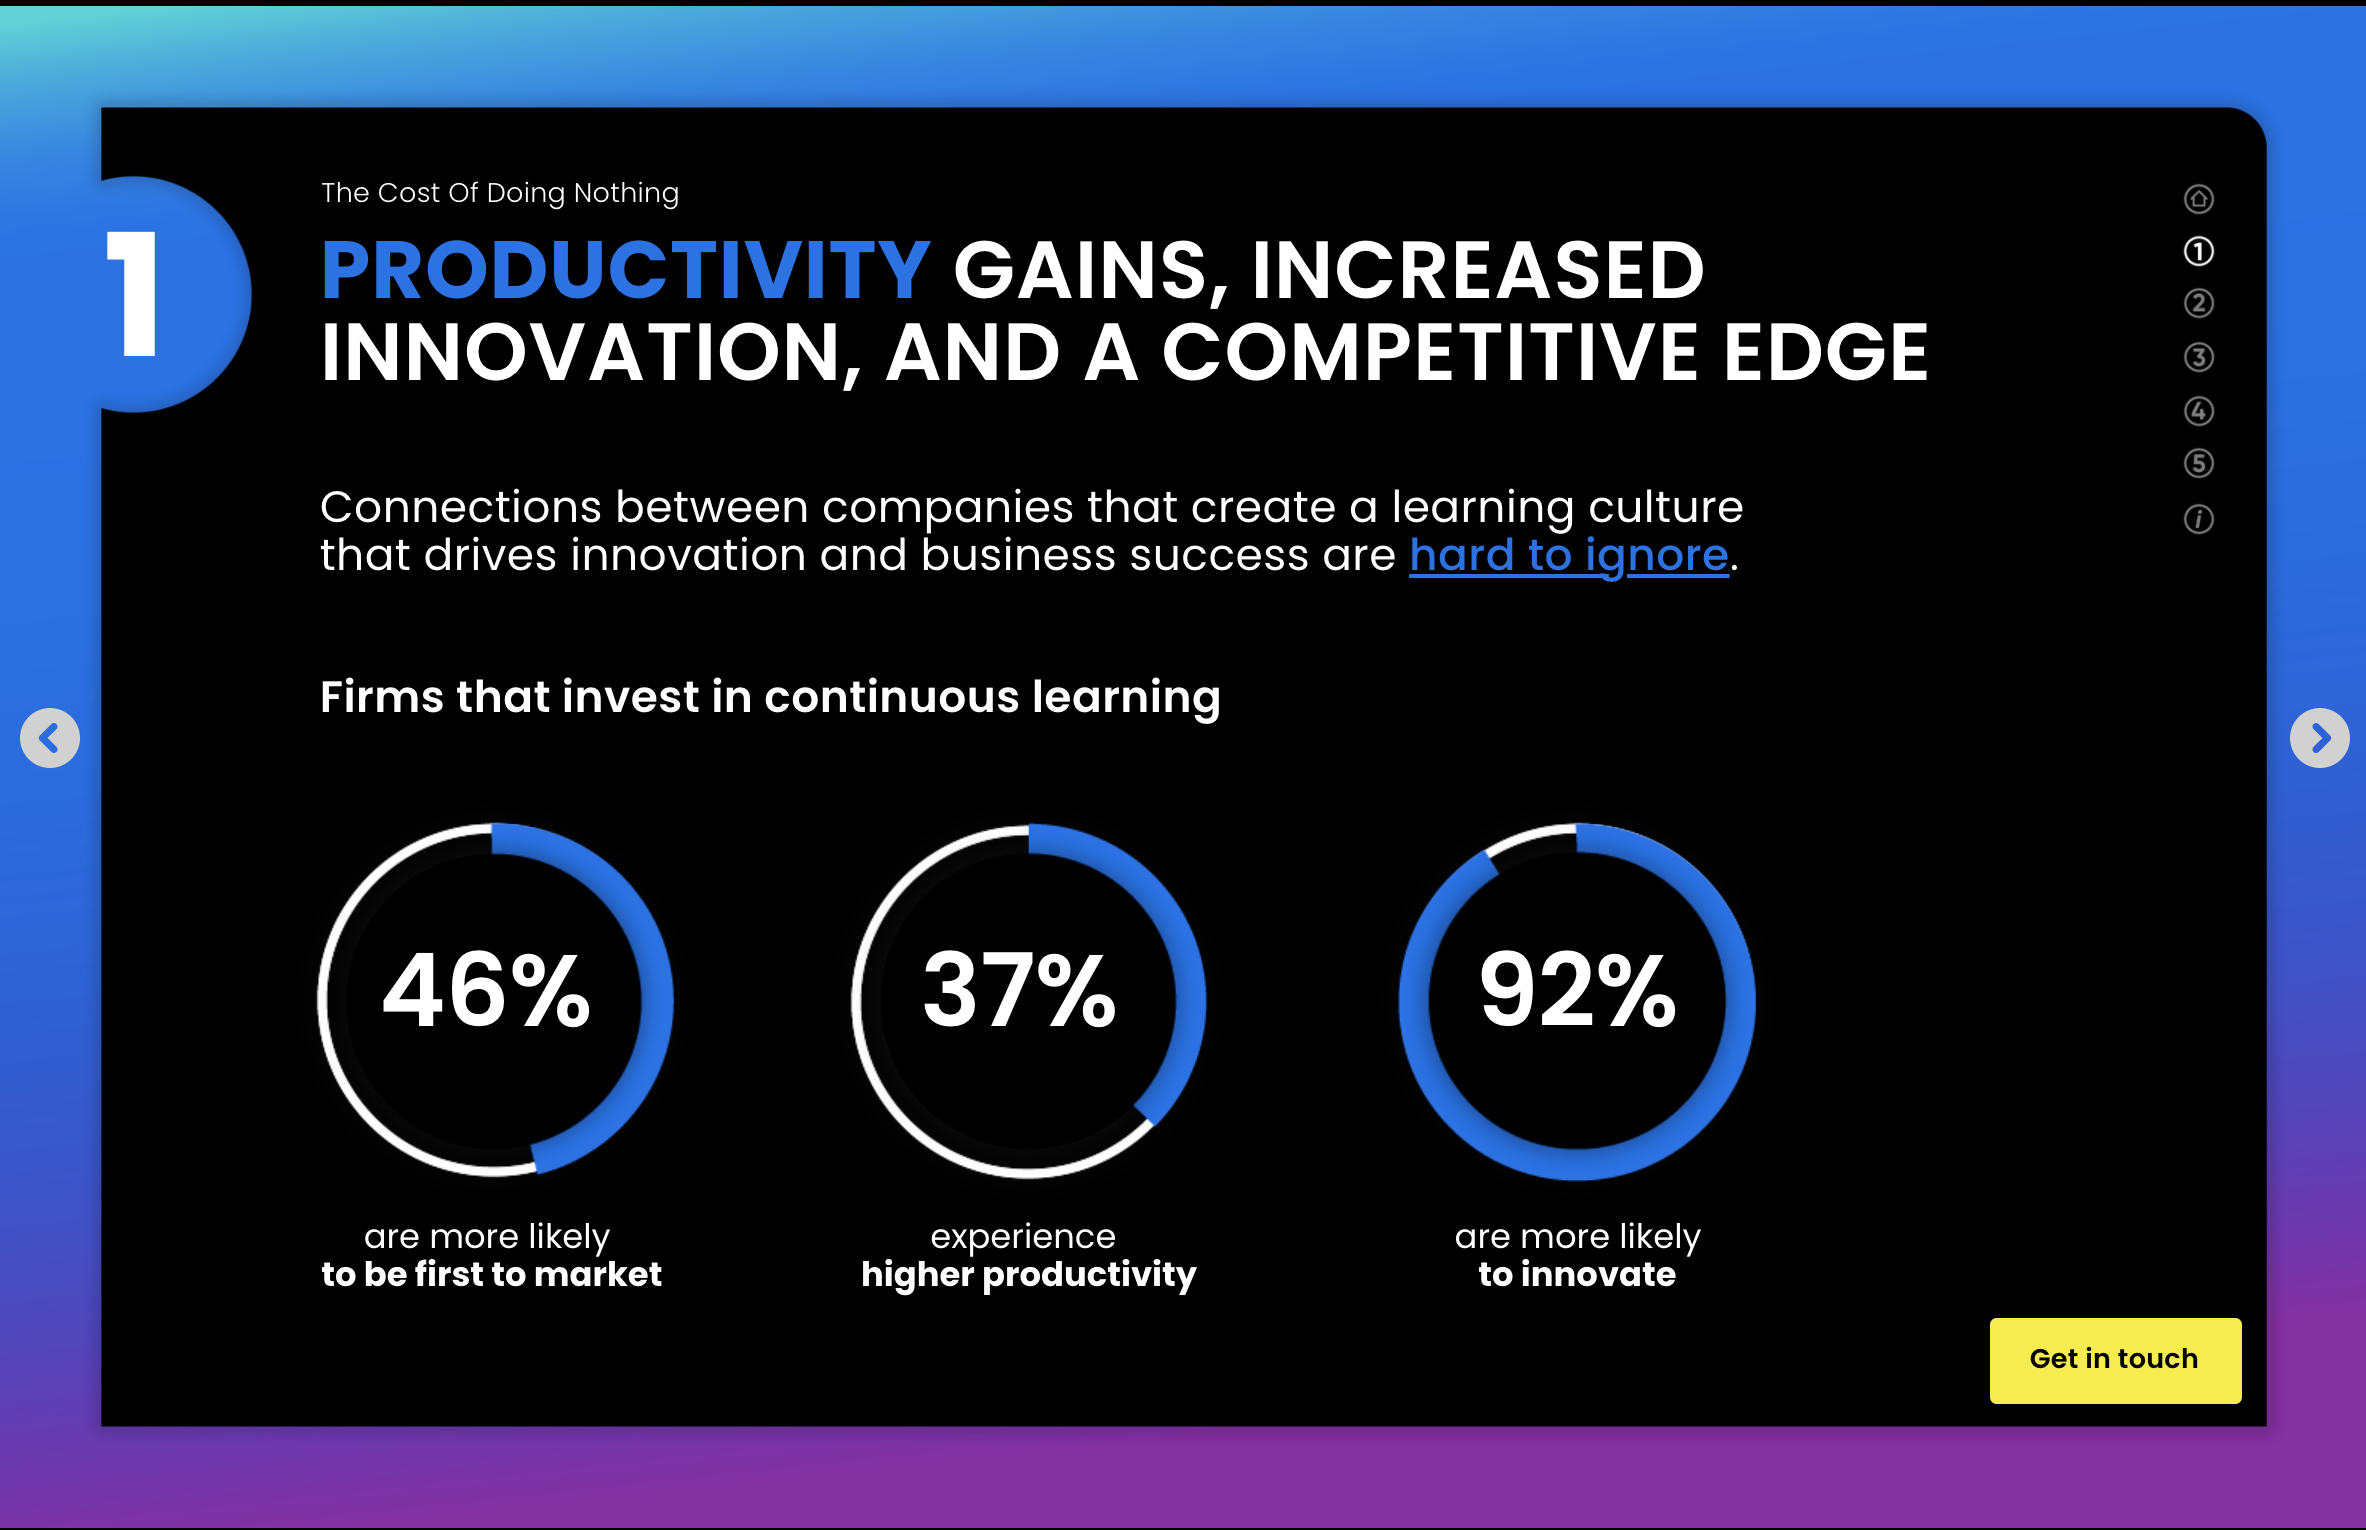 1
The Cost Of Doing Nothing
PRODUCTIVITY GAINS, INCREASED
INNOVATION, AND A COMPETITIVE EDGE
Connections between companies that create a learning culture
that drives innovation and business success are hard to ignore.
Firms that invest in continuous learning
46%
are more likely
to be first to market
37%
experience
higher productivity
92%
are more likely
to innovate
1
2
3
4
5
i
Get in touch